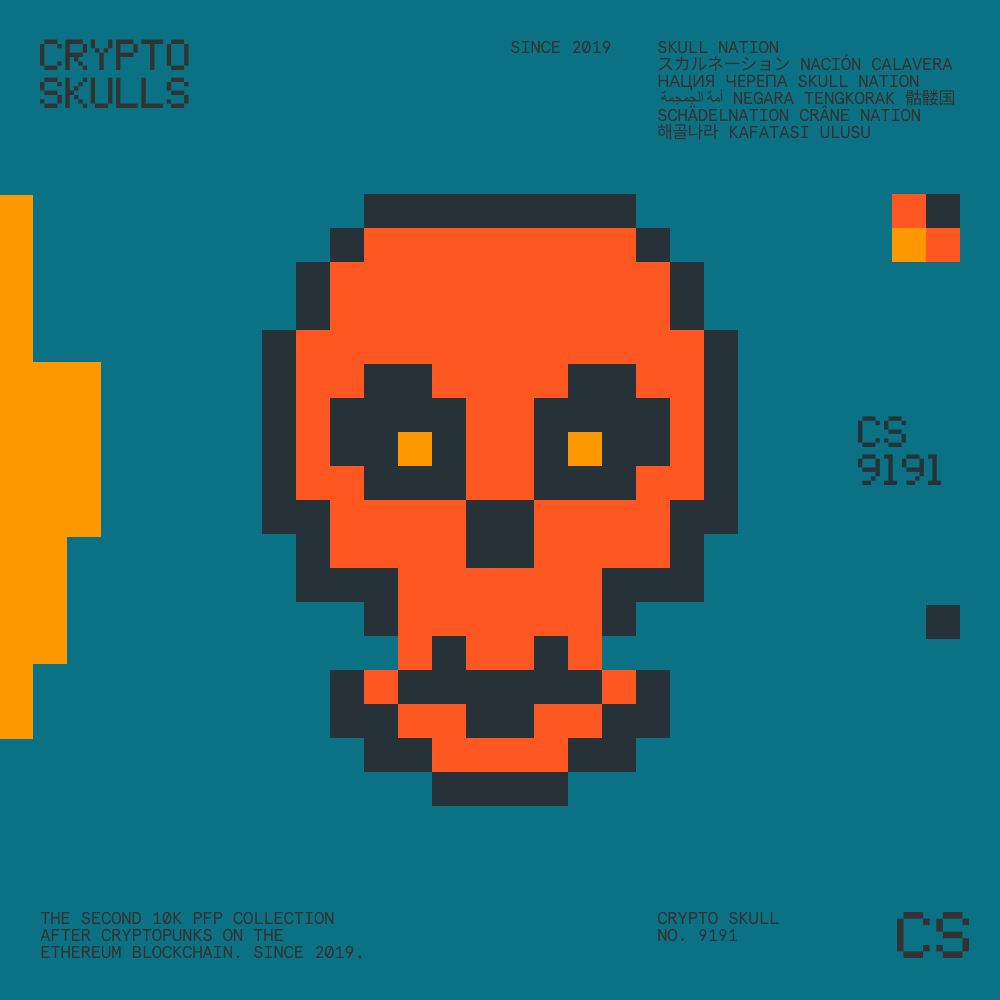 CRYPTO
SKULLS
SINCE 2019
SKULL NATION
スカルネーション NACIÓN CALAVERA
НАЦИЯ ЧЕРЕПА SKULL NATION
أمة الجمجمة NEGARA TENGKORAK 骷髅国
SCHÄDELNATION CRÂNE NATION
해골나라 KAFATASI ULUSU
CS
9191
THE SECOND 10K PFP COLLECTION
AFTER CRYPTOPUNKS ON THE
ETHEREUM BLOCKCHAIN. SINCE 2019.
CRYPTO SKULL
NO. 9191
CS